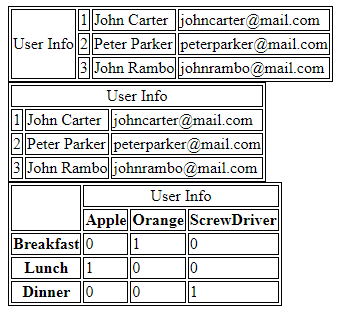 1 John Carter johncarter@mail.com
User Info 2 Peter Parker peterparker@mail.com
3 John Rambo johnrambo@mail.com
User Info
1 John Carter johncarter@mail.com
2 Peter Parker peterparker@mail.com
3 John Rambo johnrambo@mail.com
User Info
Apple Orange ScrewDriver
Breakfast 0 1 0
Lunch 1 0 0
Dinner 0 0 1